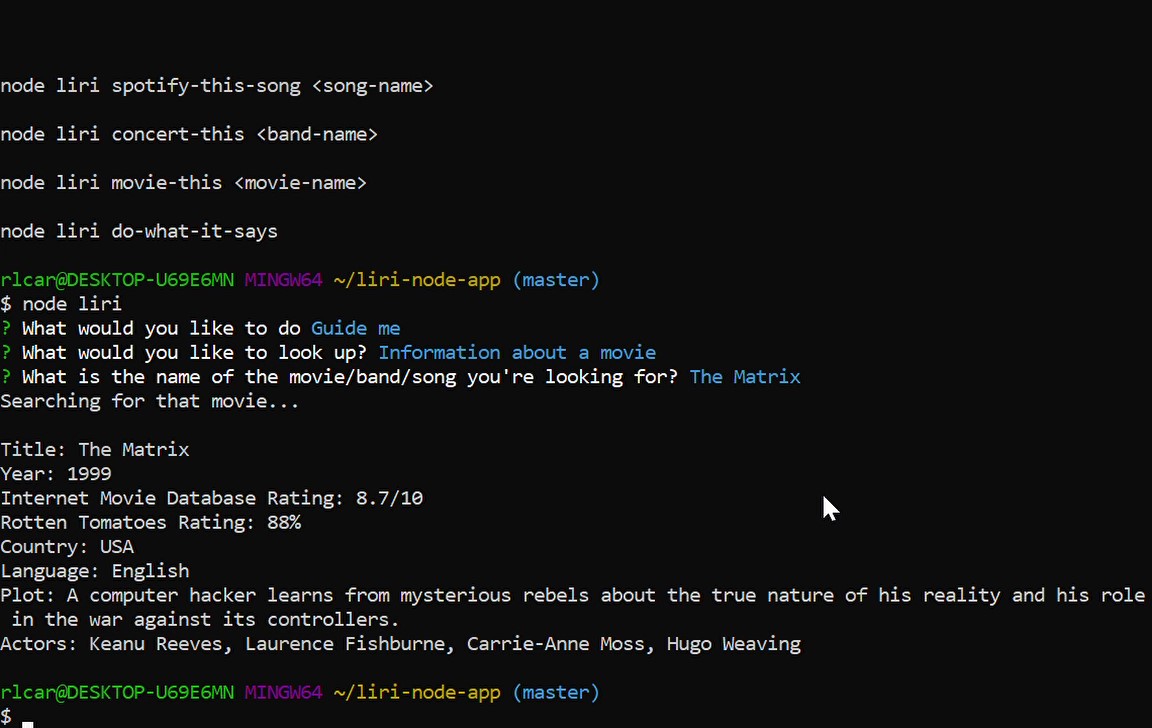 node liri spotify-this-song <song-name>
node liri concert-this <band-name>
node liri movie-this <movie-name>
node liri do-what-it-says
rlcar@DESKTOP-U69E6MN MINGW64 ~/liri-node-app (master)
$ node liri
? What would you like to do Guide me
? What would you like to look up? Information about a movie
? What is the name of the movie/band/song you're looking for? The Matrix
Searching for that movie...
Title: The Matrix
Year: 1999
Internet Movie Database Rating: 8.7/10
Rotten Tomatoes Rating: 88%
Country: USA
Language: English
Plot: A computer hacker learns from mysterious rebels about the true nature of his reality and his role
in the war against its controllers.
Actors: Keanu Reeves, Laurence Fishburne, Carrie-Anne Moss, Hugo Weaving
rlcar@DESKTOP-U69E6MN MINGW64 ~/liri-node-app (master)
$